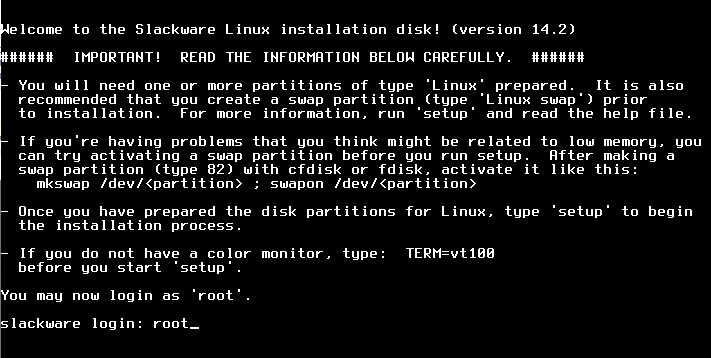 Welcome to the Slackware Linux installation disk! (version 14.2)
###### IMPORTANT! READ THE INFORMATION BELOW CAREFULLY. ######
- You will need one or more partitions of type 'Linux' prepared. It is also
recommended that you create a swap partition (type 'Linux swap') prior
to installation. For more information, run 'setup' and read the help file.
- If you're having problems that you think might be related to low memory, you
can try activating a swap partition before you run setup. After making a
swap partition (type 82) with cfdisk or fdisk, activate it like this:
mkswap /dev/<partition> ; swapon /dev/<partition>
- Once you have prepared the disk partitions for Linux, type 'setup' to begin
the installation process.
- If you do not have a color monitor, type: TERM=vt100
before you start 'setup'.
You may now login as 'root'.
slackware login: root_